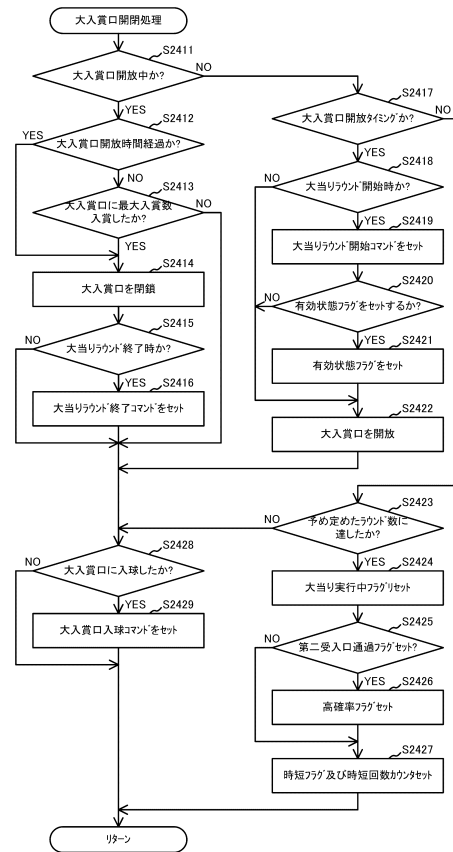 大入賞口開閉処理
S2411
大入賞口開放中か?
NO
YES
S2412
大入賞口開放時間経過か?
YES
NO
S2413
大入賞口に最大入賞数
入賞したか?
NO
YES
S2414
大入賞口を閉鎖
S2415
大当りラウンド終了時か?
NO
YES
S2416
大当りラウンド終了コマンドをセット
S2417
大入賞口開放タイミングか?
NO
YES
S2418
大当りラウンド開始時か?
NO
YES
S2419
大当りラウンド開始コマンドをセット
S2420
有効状態フラグをセットするか?
NO
YES
S2421
有効状態フラグをセット
S2422
大入賞口を開放
S2423
予め定めたラウンド数に
達したか?
NO
YES
S2424
大当り実行中フラグリセット
S2425
第二受入口通過フラグセット?
NO
YES
S2426
高確率フラグセット
S2427
時短フラグ及び時短回数カウンタセット
S2428
大入賞口に入球したか?
NO
YES
S2429
大入賞口入球コマンドをセット
リターン